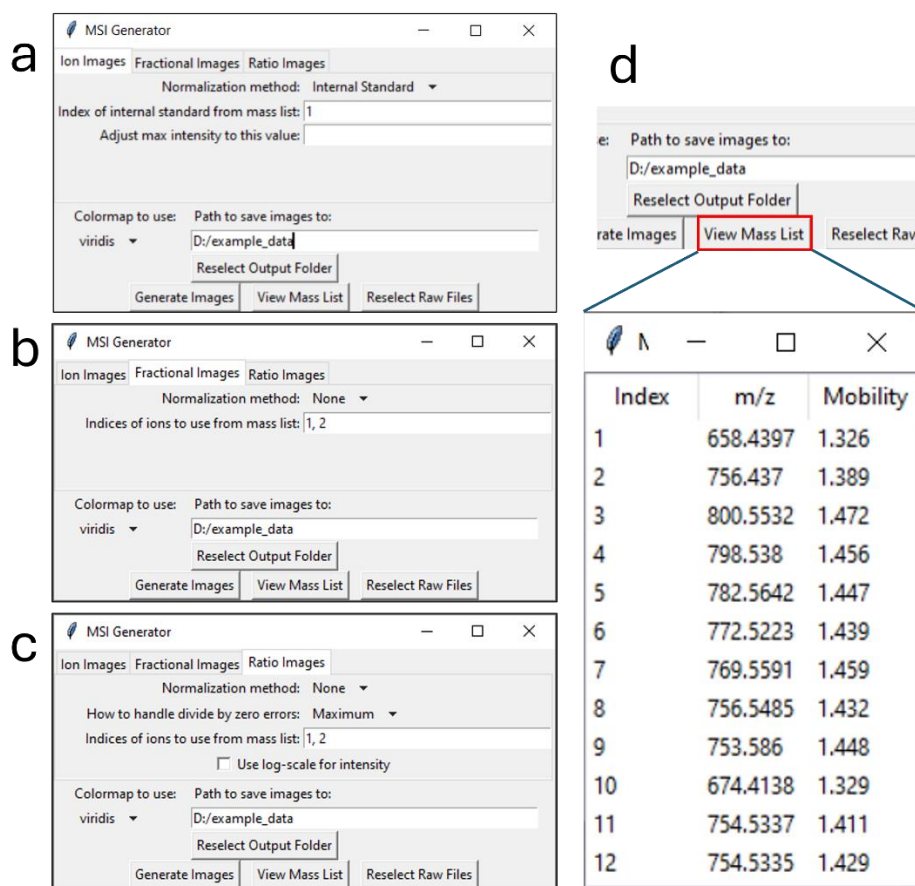 a
MSI Generator
Ion Images Fractional Images Ratio Images
Normalization method: Internal Standard
Index of internal standard from mass list: 1
Adjust max intensity to this value:
Colormap to use: Path to save images to:
viridis D:/example_data
Reselect Output Folder
Generate Images View Mass List Reselect Raw Files
b
MSI Generator
Ion Images Fractional Images Ratio Images
Normalization method: None
Indices of ions to use from mass list: 1, 2
Colormap to use: Path to save images to:
viridis D:/example_data
Reselect Output Folder
Generate Images View Mass List Reselect Raw Files
c
MSI Generator
Ion Images Fractional Images Ratio Images
Normalization method: None
How to handle divide by zero errors: Maximum
Indices of ions to use from mass list: 1, 2
Use log-scale for intensity
Colormap to use: Path to save images to:
viridis D:/example_data
Reselect Output Folder
Generate Images View Mass List Reselect Raw Files
d
e: Path to save images to:
D:/example_data
Reselect Output Folder
rate Images View Mass List Reselect Raw
Index m/z Mobility
1 658.4397 1.326
2 756.437 1.389
3 800.5532 1.472
4 798.538 1.456
5 782.5642 1.447
6 772.5223 1.439
7 769.5591 1.459
8 756.5485 1.432
9 753.586 1.448
10 674.4138 1.329
11 754.5337 1.411
12 754.5335 1.429